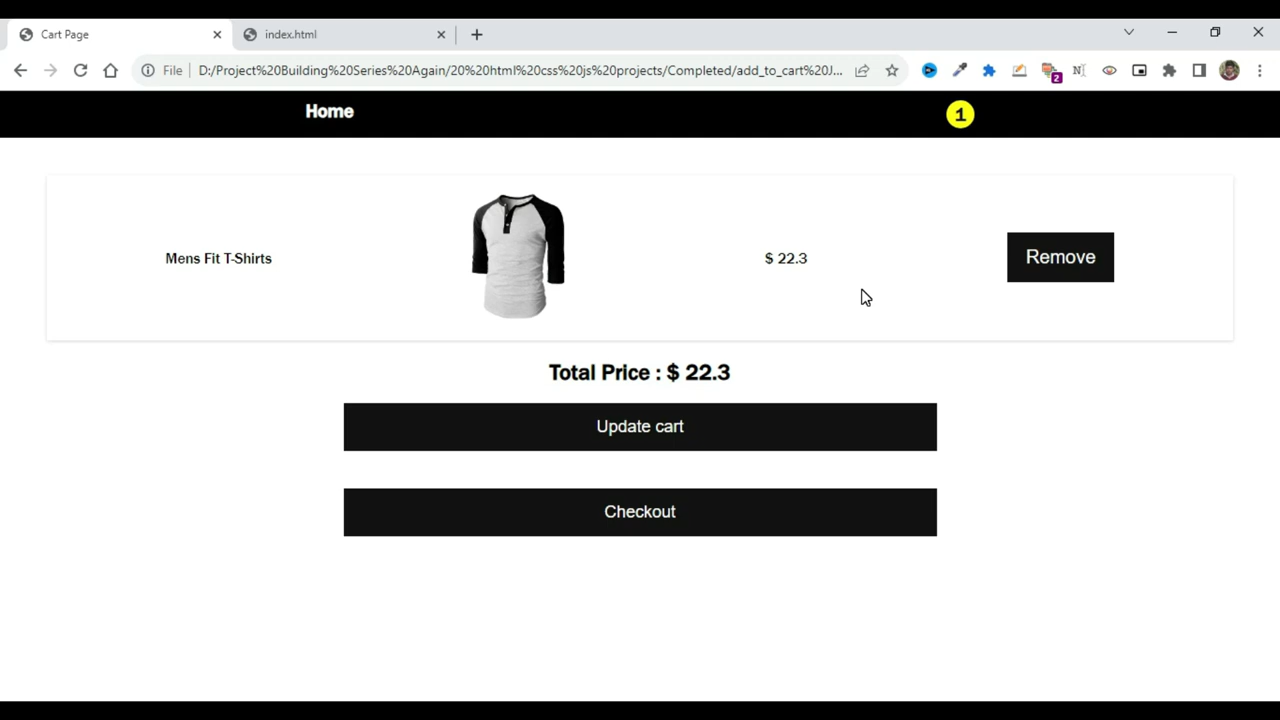 Cart Page
index.html
File
D:/Project%20Building%20Series%20Again/20%20html%20css%20js%20projects/Completed/add_to_cart%20J...
2
N
Home
1
Mens Fit T-Shirts
$ 22.3
Remove
Total Price : $ 22.3
Update cart
Checkout